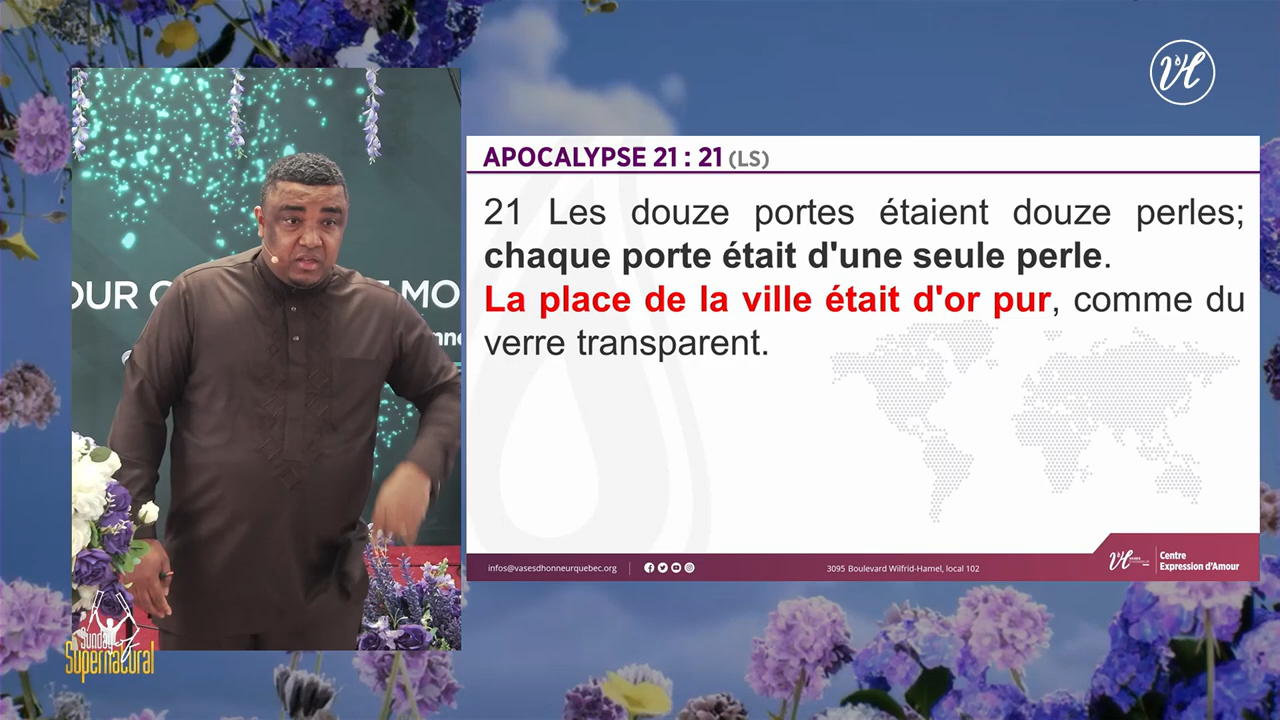 V'H
APOCALYPSE 21 : 21 (LS)
21 Les douze portes étaient douze perles;
chaque porte était d'une seule perle.
La place de la ville était d'or pur, comme du
verre transparent.
infos@vasesdhonneurquebec.org
3095 Boulevard Wilfrid-Hamel, local 102
V'H
Centre
Expression d'Amour
Sunday of
Supernatural